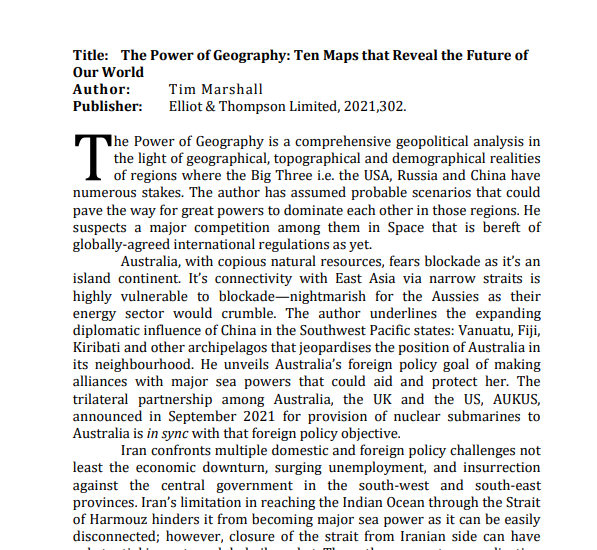 Title: The Power of Geography: Ten Maps that Reveal the Future of
Our World
Author: Tim Marshall
Publisher: Elliot & Thompson Limited, 2021,302.
The Power of Geography is a comprehensive geopolitical analysis in
the light of geographical, topographical and demographical realities
of regions where the Big Three i.e. the USA, Russia and China have
numerous stakes. The author has assumed probable scenarios that could
pave the way for great powers to dominate each other in those regions. He
suspects a major competition among them in Space that is bereft of
globally-agreed international regulations as yet.
Australia, with copious natural resources, fears blockade as it's an
island continent. It's connectivity with East Asia via narrow straits is
highly vulnerable to blockade—nightmarish for the Aussies as their
energy sector would crumble. The author underlines the expanding
diplomatic influence of China in the Southwest Pacific states: Vanuatu, Fiji,
Kiribati and other archipelagos that jeopardises the position of Australia in
its neighbourhood. He unveils Australia's foreign policy goal of making
alliances with major sea powers that could aid and protect her. The
trilateral partnership among Australia, the UK and the US, AUKUS,
announced in September 2021 for provision of nuclear submarines to
Australia is in sync with that foreign policy objective.
Iran confronts multiple domestic and foreign policy challenges not
least the economic downturn, surging unemployment, and insurrection
against the central government in the south-west and south-east
provinces. Iran's limitation in reaching the Indian Ocean through the Strait
of Harmouz hinders it from becoming major sea power as it can be easily
disconnected; however, closure of the strait from Iranian side can have